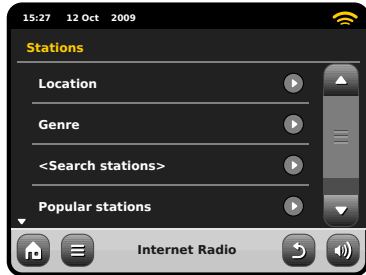 15:27 12 Oct 2009
Stations
Location
Genre
<Search stations>
Popular stations
Internet Radio